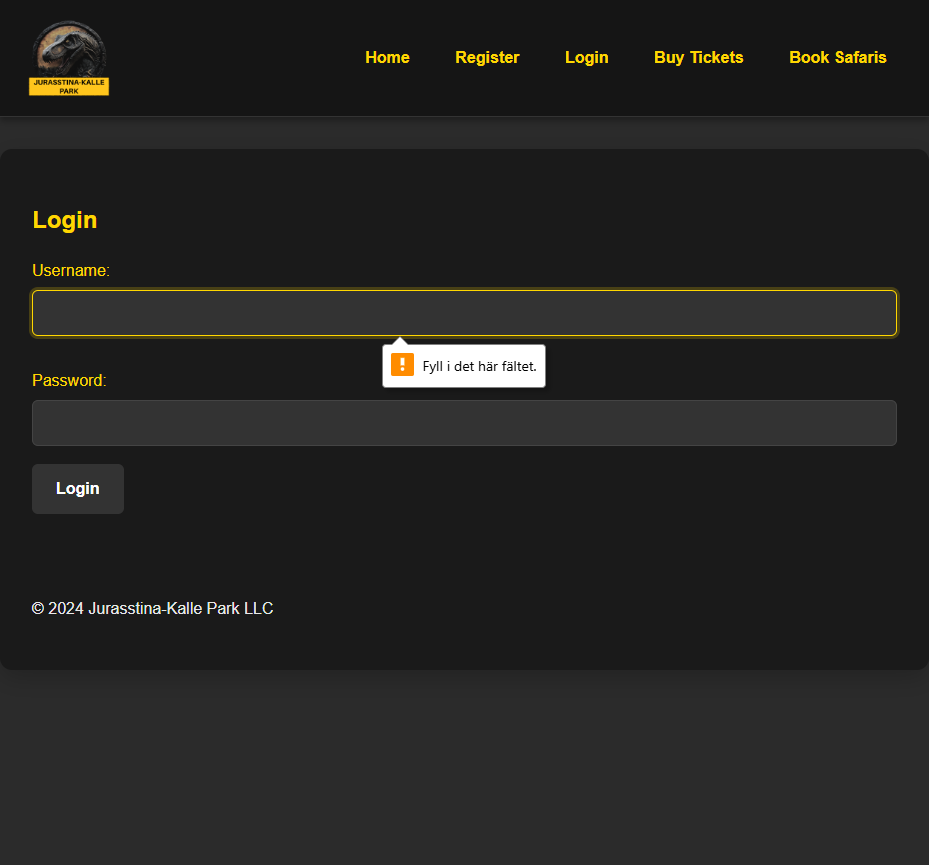 JURASSTINA-KALLE
PARK
Home Register Login Buy Tickets Book Safaris
Login
Username:
Fyll i det här fältet.
Password:
Login
© 2024 Jurasstina-Kalle Park LLC